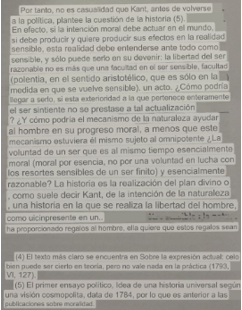 Por tanto, no es casualidad que Kant, antes de volverse
a la política, plantee la cuestión de la historia (5).
En efecto, si la intención moral debe actuar en el mundo,
si debe producir y quiere producir sus efectos en la realidad
sensible, esta realidad debe entenderse ante todo como
sensible, y sólo puede serlo en su devenir: la libertad del ser
razonable no es más que una facultad en el ser sensible, facultad
(potentia, en el sentido aristotélico, que es sólo en la
medida en que se vuelve sensible), un acto. ¿Cómo podría
llegar a serlo, si esta exterioridad a la que pertenece enteramente
el ser sintiente no se prestase a tal actualización
? ¿Y cómo podría el mecanismo de la naturaleza ayudar
al hombre en su progreso moral, a menos que este
mecanismo estuviera él mismo sujeto al omnipotente ¿La
voluntad de un ser que es al mismo tiempo esencialmente
moral (moral por esencia, no por una voluntad en lucha con
los resortes sensibles de un ser finito) y esencialmente
razonable? La historia es la realización del plan divino o
, como suele decir Kant, de la intención de la naturaleza
, una historia en la que se realiza la libertad del hombre,
como uicinpresente en un..
ha proporcionado regalos al hombre, ella quiere que estos regalos sean
(4) El texto más claro se encuentra en Sobre la expresión actual: celo
bien puede ser cierto en teoría, pero no vale nada en la práctica (1793,
VI, 127)
(5) El primer ensayo político, Idea de una historia universal según
una visión cosmopolita, data de 1784, por lo que es anterior a las
publicaciones sobre moralidad.